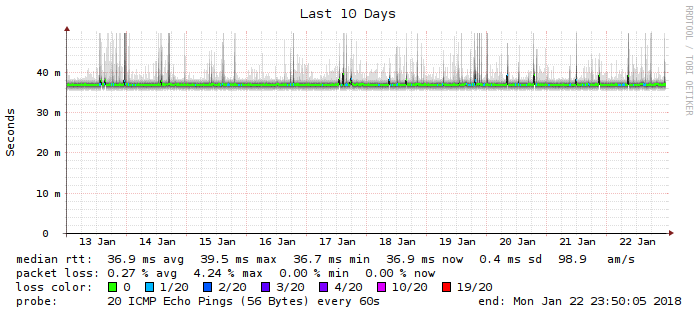 Last 10 Days
RRDTOOL / TOBI OETIKER
Seconds
40 m
30 m
20 m
10 m
0
13 Jan 14 Jan 15 Jan 16 Jan 17 Jan 18 Jan 19 Jan 20 Jan 21 Jan 22 Jan
median rtt: 36.9 ms avg 39.5 ms max 36.7 ms min 36.9 ms now 0.4 ms sd 98.9 am/s
packet loss: 0.27 % avg 4.24 % max 0.00 % min 0.00 % now
loss color: 0 1/20 2/20 3/20 4/20 10/20 19/20
probe: 20 ICMP Echo Pings (56 Bytes) every 60s end: Mon Jan 22 23:50:05 2018